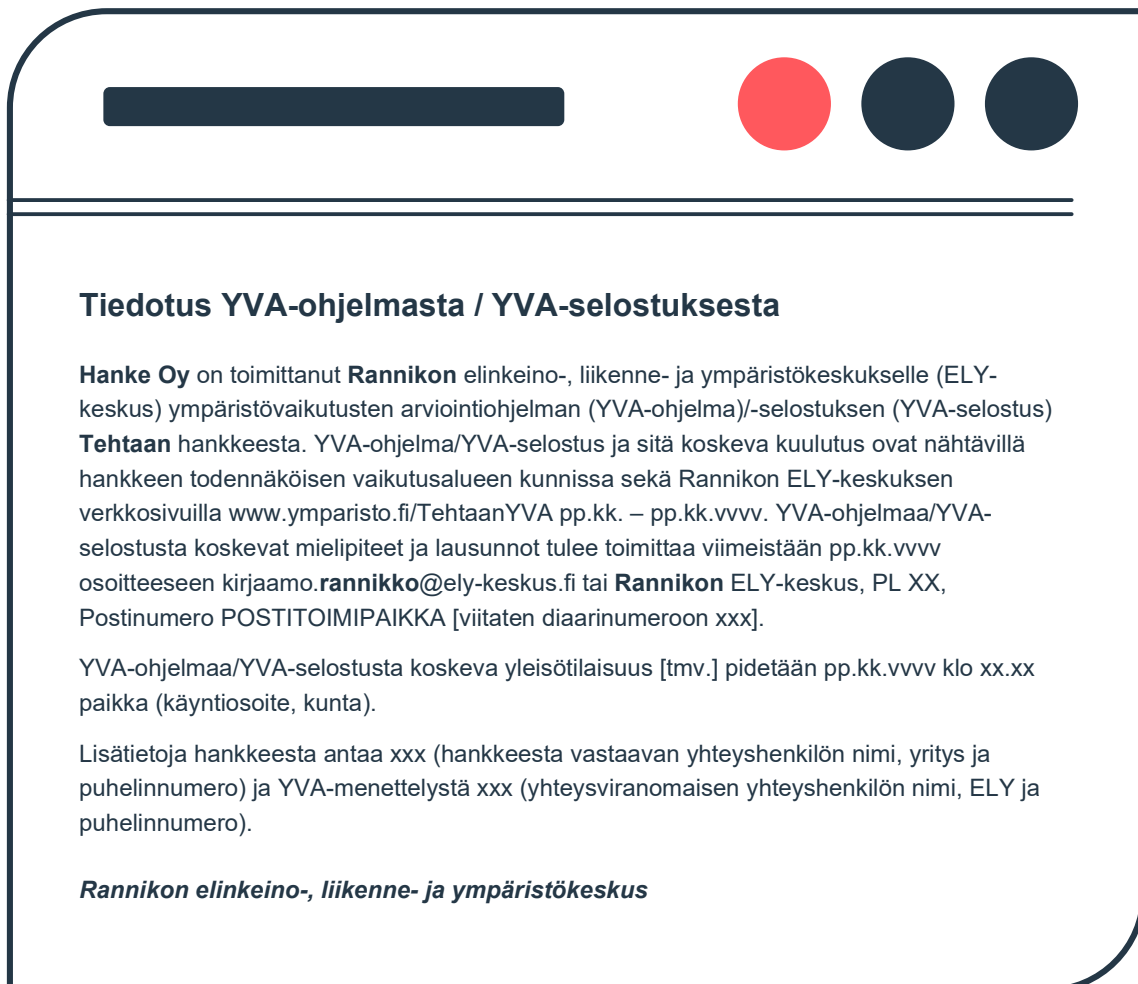 Tiedotus YVA-ohjelmasta / YVA-selostuksesta
Hanke Oy on toimittanut Rannikon elinkeino-, liikenne- ja ympäristökeskukselle (ELY-
keskus) ympäristövaikutusten arviointiohjelman (YVA-ohjelma)/-selostuksen (YVA-selostus)
Tehtaan hankkeesta. YVA-ohjelma/YVA-selostus ja sitä koskeva kuulutus ovat nähtävillä
hankkeen todennäköisen vaikutusalueen kunnissa sekä Rannikon ELY-keskuksen
verkkosivuilla www.ymparisto.fi/TehtaanYVA pp.kk. – pp.kk.vvvv. YVA-ohjelmaa/YVA-
selostusta koskevat mielipiteet ja lausunnot tulee toimittaa viimeistään pp.kk.vvvv
osoitteeseen kirjaamo.rannikko@ely-keskus.fi tai Rannikon ELY-keskus, PL XX,
Postinumero POSTITOIMIPAIKKA [viitaten diaarinumeroon xxx].
YVA-ohjelmaa/YVA-selostusta koskeva yleisötilaisuus [tmv.] pidetään pp.kk.vvvv klo xx.xx
paikka (käyntiosoite, kunta).
Lisätietoja hankkeesta antaa xxx (hankkeesta vastaavan yhteyshenkilön nimi, yritys ja
puhelinnumero) ja YVA-menettelystä xxx (yhteysviranomaisen yhteyshenkilön nimi, ELY ja
puhelinnumero).
Rannikon elinkeino-, liikenne- ja ympäristökeskus